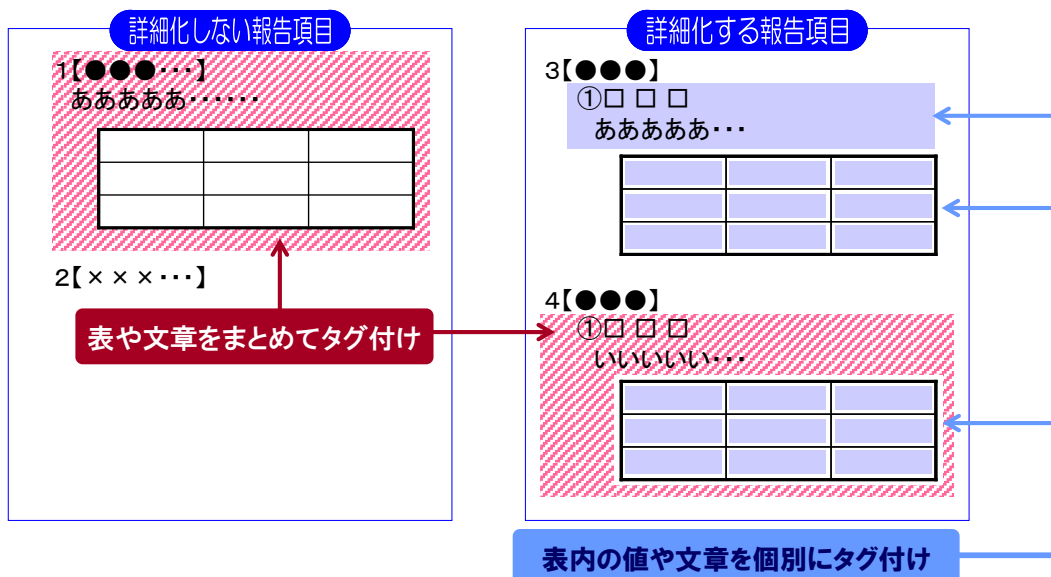 詳細化しない報告項目
1【●●●･･･】
あああああ･･････
2【×××･･･】
表や文章をまとめてタグ付け
詳細化する報告項目
3【●●●】
①□ □ □
あああああ･･･
4【●●●】
①□ □ □
いいいいい･･･
表内の値や文章を個別にタグ付け